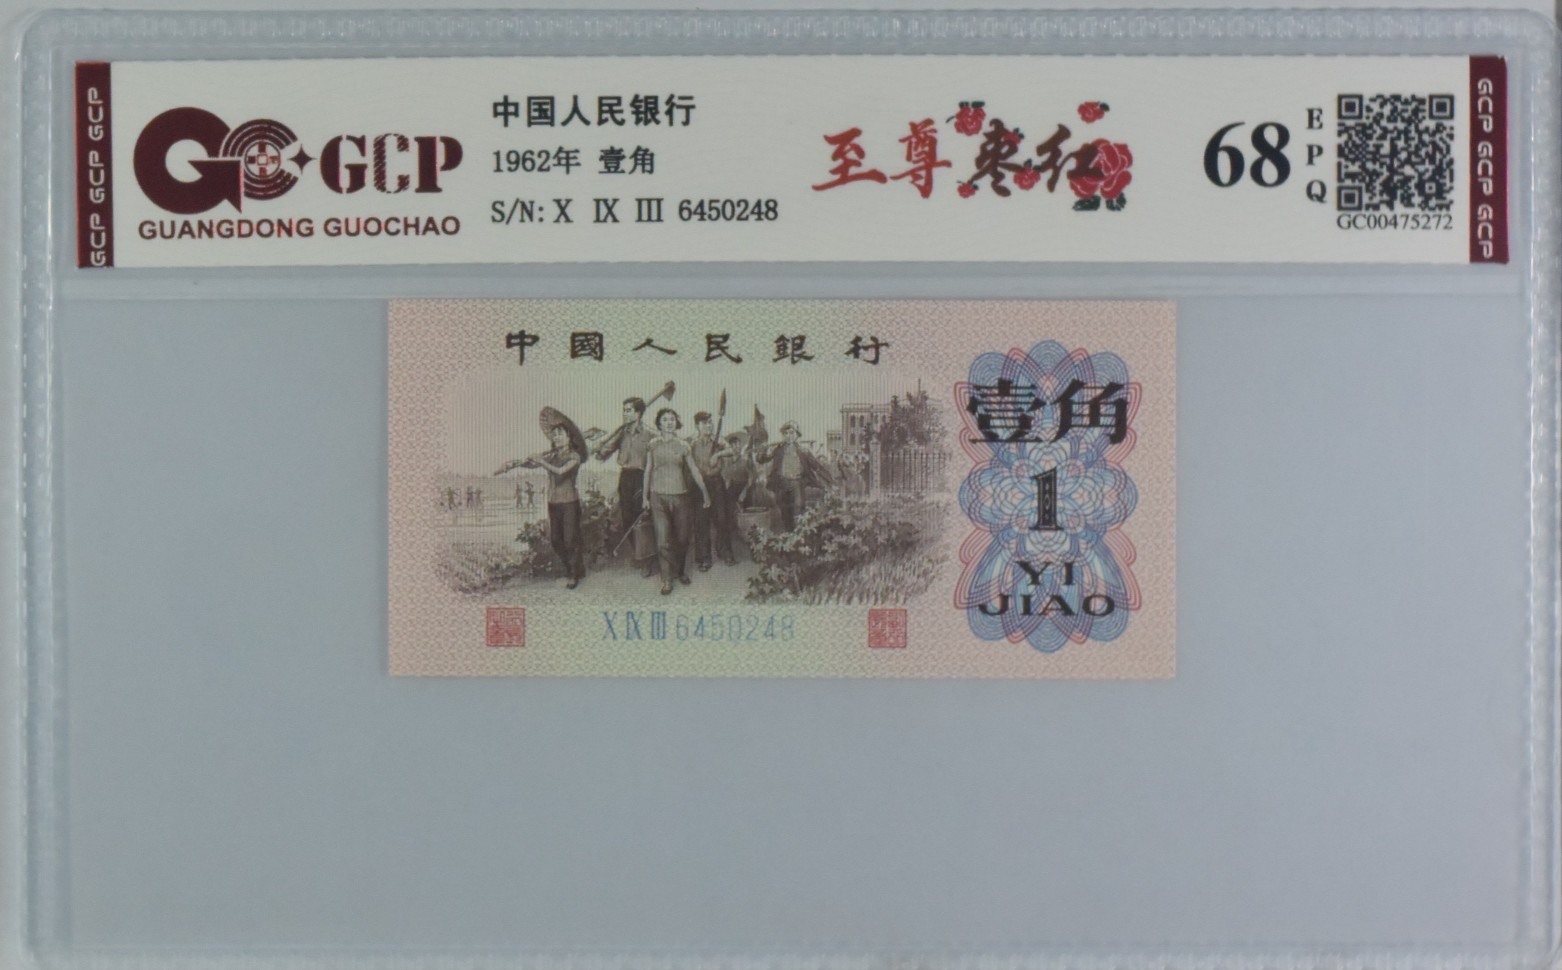 GCP GCP GCP
GCP
GUANGDONG GUOCHAO
中国人民银行
1962年 壹角
S/N: X IX III 6450248
至尊枣红
68
EPQ
GC00475272
GCP GCP GCP
中國人民銀行
壹角
1
YI
JIAO
X IX III 6450248